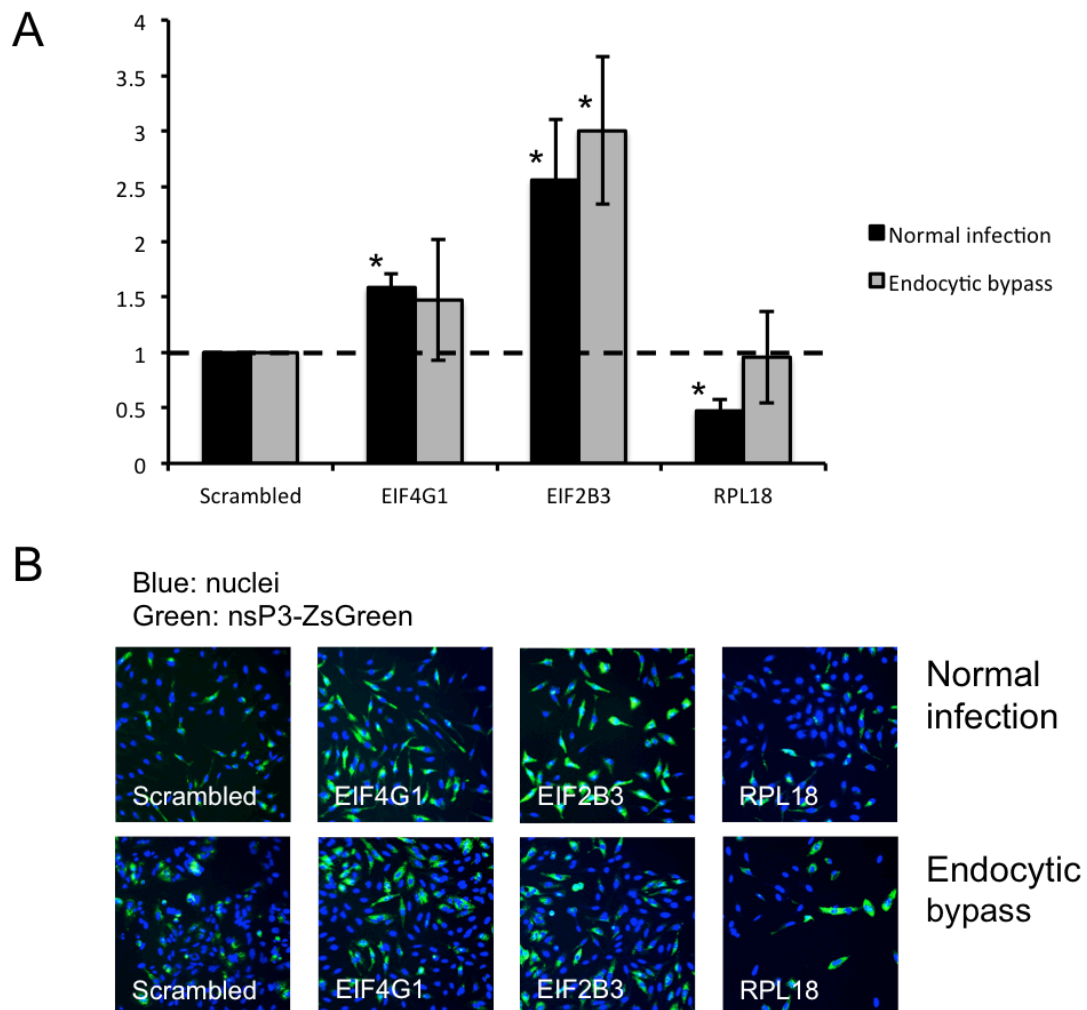 A
4
3.5
3
2.5
2
1.5
1
0.5
0
*
*
*
*
Scrambled
EIF4G1
EIF2B3
RPL18
Normal infection
Endocytic bypass
B
Blue: nuclei
Green: nsP3-ZsGreen
Scrambled
EIF4G1
EIF2B3
RPL18
Normal
infection
Scrambled
EIF4G1
EIF2B3
RPL18
Endocytic
bypass